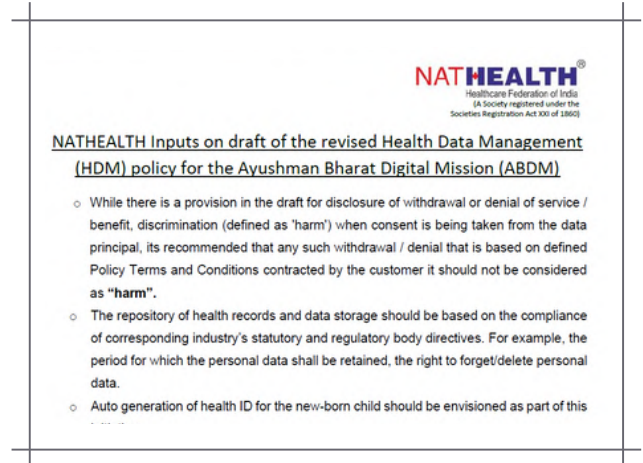 NATHEALTH®
Healthcare Federation of India
(A Society registered under the
Societies Registration Act XXI of 1860)
NATHEALTH Inputs on draft of the revised Health Data Management
(HDM) policy for the Ayushman Bharat Digital Mission (ABDM)
○ While there is a provision in the draft for disclosure of withdrawal or denial of service /
benefit, discrimination (defined as 'harm') when consent is being taken from the data
principal, its recommended that any such withdrawal / denial that is based on defined
Policy Terms and Conditions contracted by the customer it should not be considered
as “harm”.
○ The repository of health records and data storage should be based on the compliance
of corresponding industry’s statutory and regulatory body directives. For example, the
period for which the personal data shall be retained, the right to forget/delete personal
data.
○ Auto generation of health ID for the new-born child should be envisioned as part of this